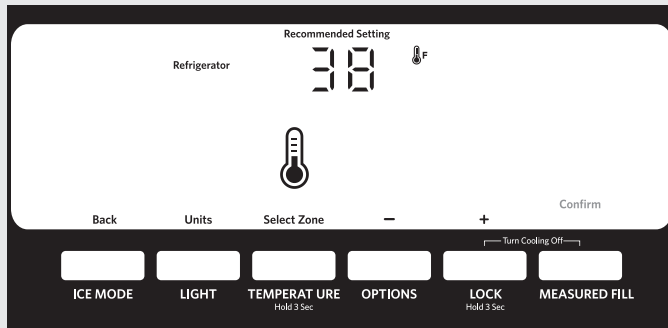 Recommended Setting
Refrigerator 38 F
Confirm
Back Units Select Zone – +
Turn Cooling Off
ICE MODE LIGHT TEMPERAT URE OPTIONS LOCK MEASURED FILL
Hold 3 Sec Hold 3 Sec